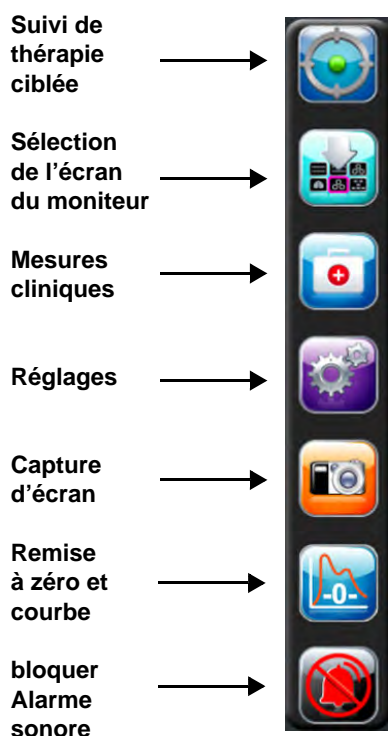 Suivi de
thérapie
ciblée
Sélection
de l’écran
du moniteur
Mesures
cliniques
Réglages
Capture
d’écran
Remise
à zéro et
courbe
-0-
bloquer
Alarme
sonore